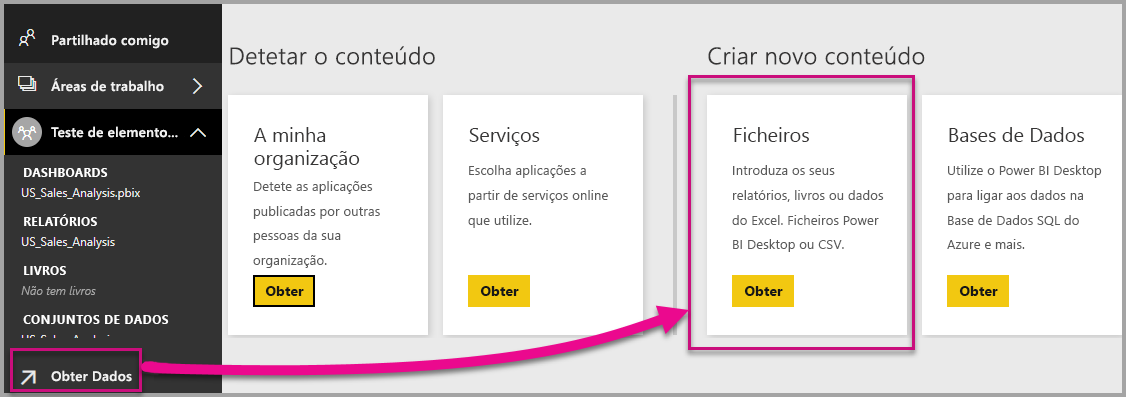 Partilhado comigo
Áreas de trabalho
Teste de elemento...
DASHBOARDS
US_Sales_Analysis.pbix
RELATÓRIOS
US_Sales_Analysis
LIVROS
Não tem livros
CONJUNTOS DE DADOS
US_Sales_Analysis
Obter Dados
Detetar o conteúdo
A minha
organização
Detete as aplicações
publicadas por outras
pessoas da sua
organização.
Obter
Serviços
Escolha aplicações a
partir de serviços online
que utilize.
Obter
Criar novo conteúdo
Ficheiros
Introduza os seus
relatórios, livros ou dados
do Excel. Ficheiros Power
BI Desktop ou CSV.
Obter
Bases de Dados
Utilize o Power BI Desktop
para ligar aos dados na
Base de Dados SQL do
Azure e mais.
Obter